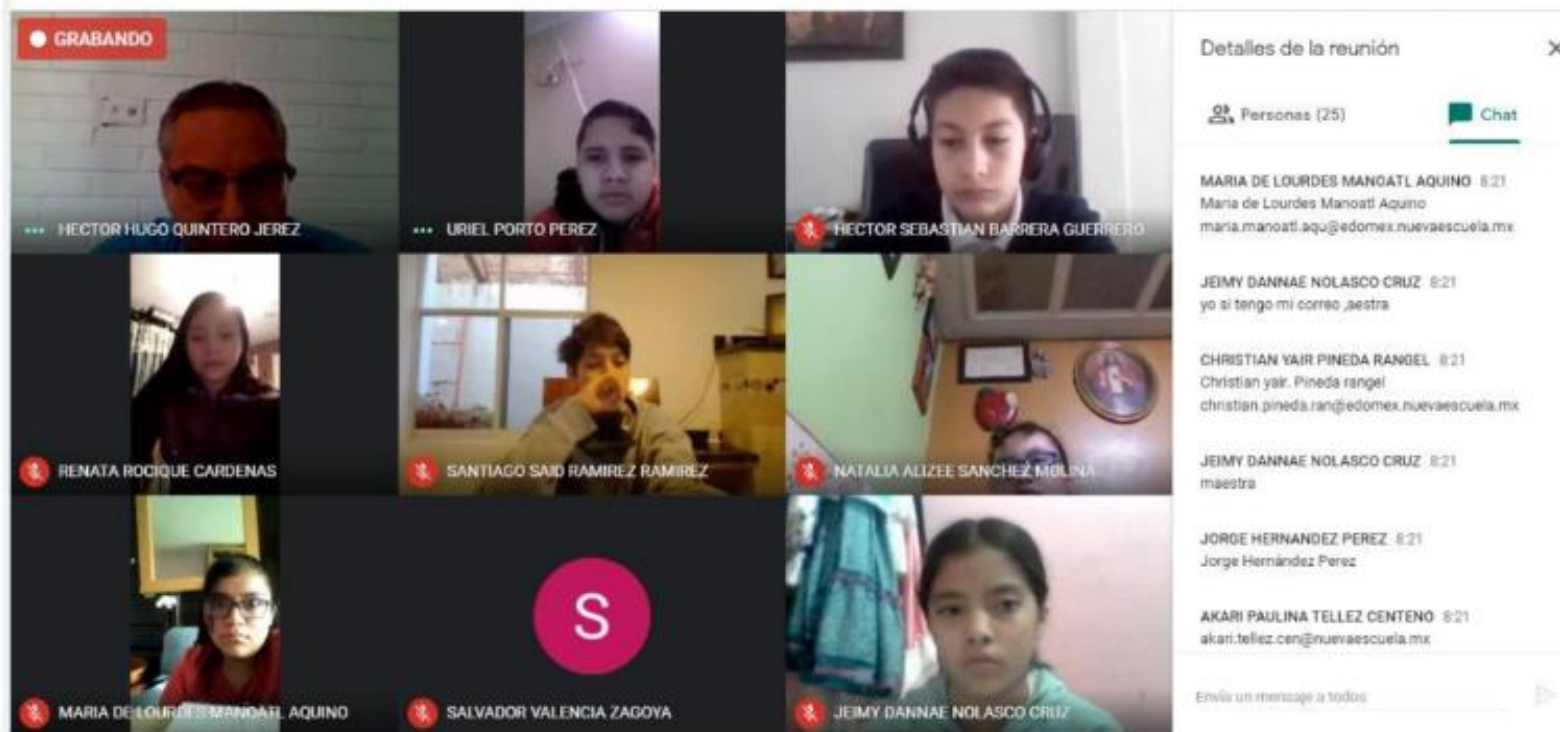 GRABANDO
HECTOR HUGO QUINTERO JEREZ
URIEL PORTO PEREZ
HECTOR SEBASTIAN BARRERA GUERRERO
RENATA ROCIQUE CARDENAS
SANTIAGO SAID RAMIREZ RAMIREZ
NATALIA ALIZEE SANCHEZ MOLINA
MARIA DE LOURDES MANOATL AQUINO
S
SALVADOR VALENCIA ZAGOYA
JEIMY DANNAE NOLASCO CRUZ
Detalles de la reunión
Personas (25)
Chat
MARIA DE LOURDES MANOATL AQUINO 8:21
Maria de Lourdes Manoatl Aquino
maria.manoatl.aqu@edomex.nuevaescuela.mx
JEIMY DANNAE NOLASCO CRUZ 8:21
yo si tengo mi correo ,aestra
CHRISTIAN YAIR PINEDA RANGEL 8:21
Christian yair. Pineda rangel
christian.pineda.ran@edomex.nuevaescuela.mx
JEIMY DANNAE NOLASCO CRUZ 8:21
maestra
JORGE HERNANDEZ PEREZ 8:21
Jorge Hernández Perez
AKARI PAULINA TELLEZ CENTENO 8:21
akari.tellez.cen@nuevaescuela.mx
Envía un mensaje a todos